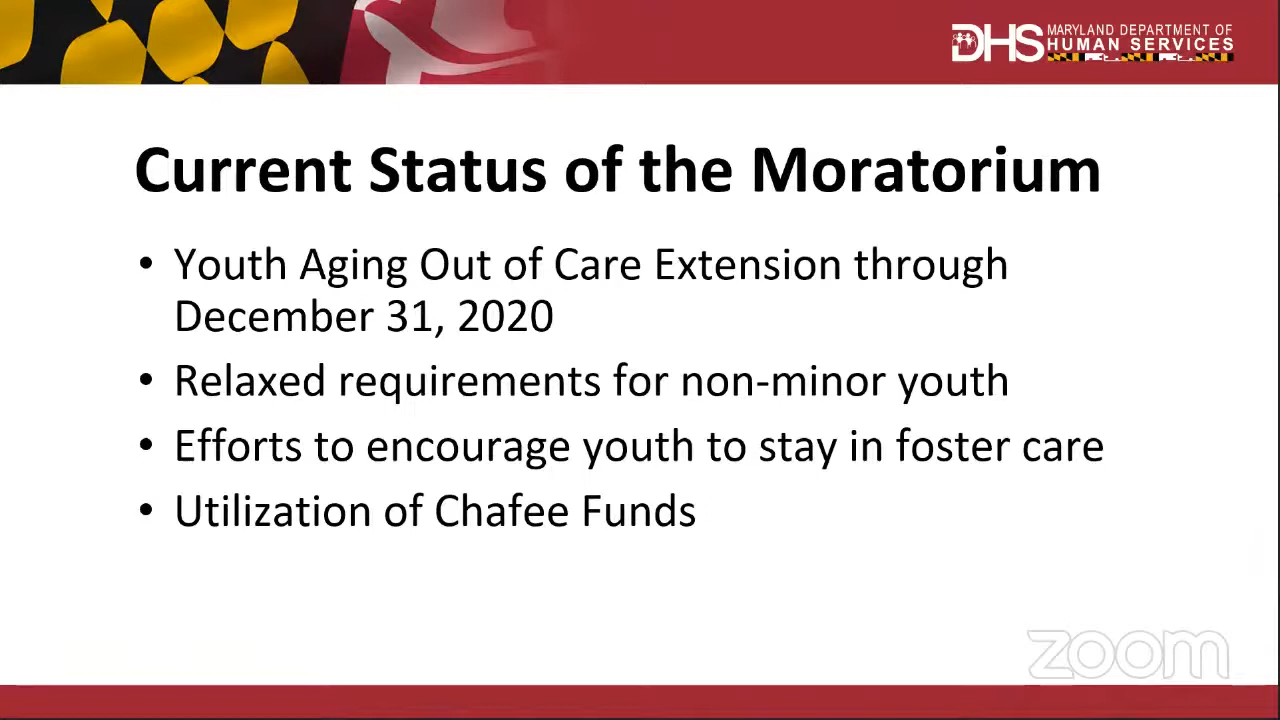 DHS MARYLAND DEPARTMENT OF
HUMAN SERVICES
Current Status of the Moratorium
• Youth Aging Out of Care Extension through
December 31, 2020
• Relaxed requirements for non-minor youth
• Efforts to encourage youth to stay in foster care
• Utilization of Chafee Funds
zoom